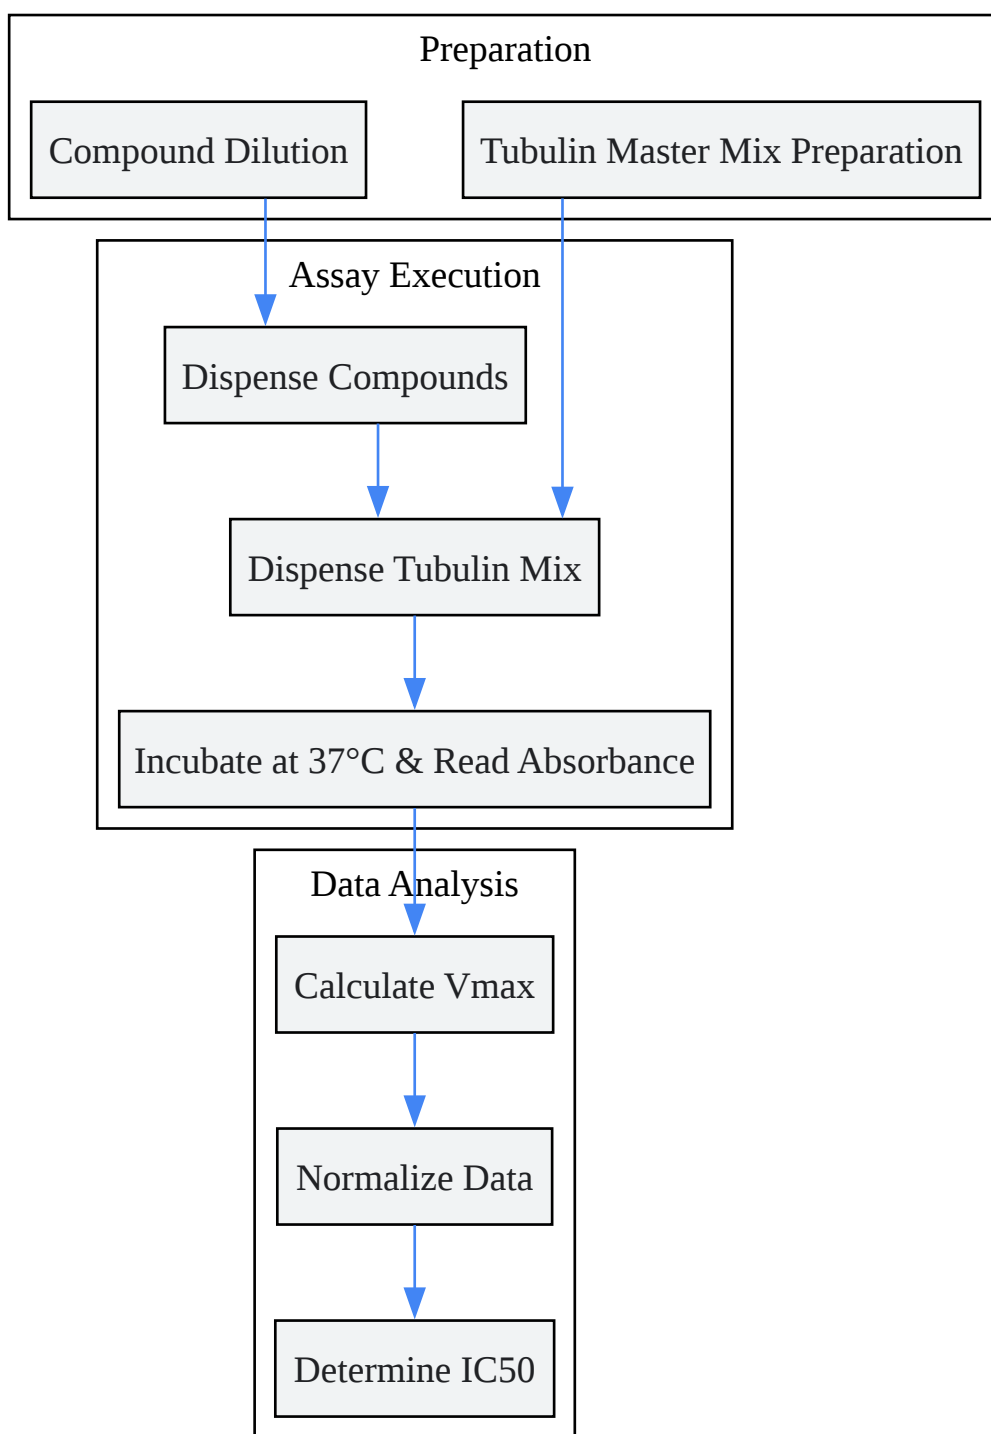 Preparation
Compound Dilution
Tubulin Master Mix Preparation
Assay Execution
Dispense Compounds
Dispense Tubulin Mix
Incubate at 37°C & Read Absorbance
Data Analysis
Calculate Vmax
Normalize Data
Determine IC50